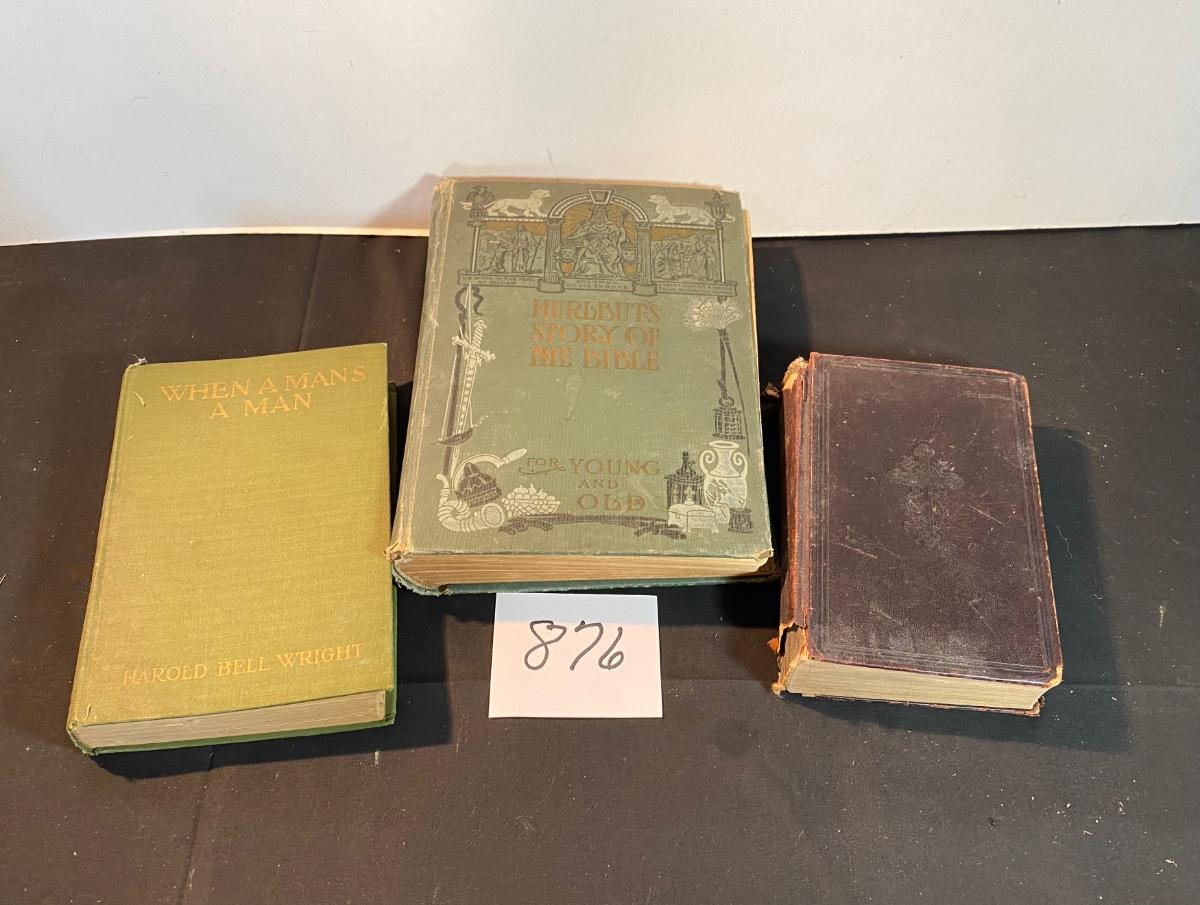 WHEN A MAN'S
A MAN
HAROLD BELL WRIGHT
HURLBUT'S
STORY OF
THE BIBLE
FOR YOUNG
AND
OLD
876